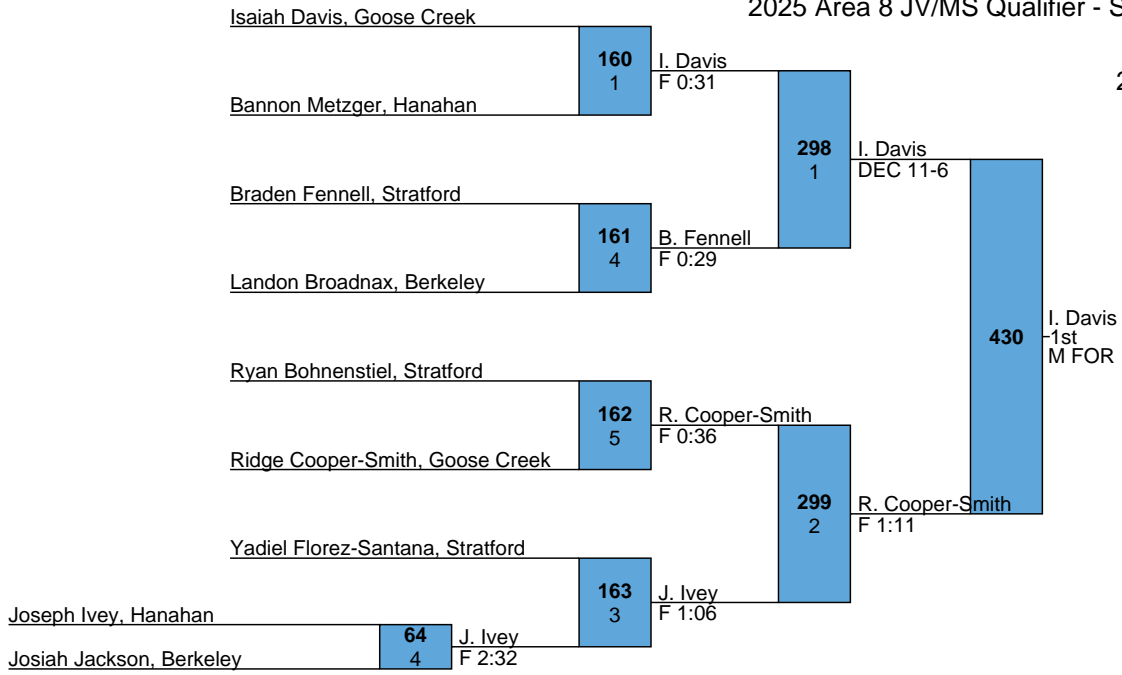 2025 Area 8 JV/MS Qualifier - S
2
Isaiah Davis, Goose Creek
160
1
I. Davis
F 0:31
Bannon Metzger, Hanahan
298
1
I. Davis
DEC 11-6
Braden Fennell, Stratford
161
4
B. Fennell
F 0:29
Landon Broadnax, Berkeley
430
I. Davis
1st
M FOR
Ryan Bohnenstiel, Stratford
162
5
R. Cooper-Smith
F 0:36
Ridge Cooper-Smith, Goose Creek
299
2
R. Cooper-Smith
F 1:11
Yadiel Florez-Santana, Stratford
163
3
J. Ivey
F 1:06
Joseph Ivey, Hanahan
64
4
J. Ivey
F 2:32
Josiah Jackson, Berkeley